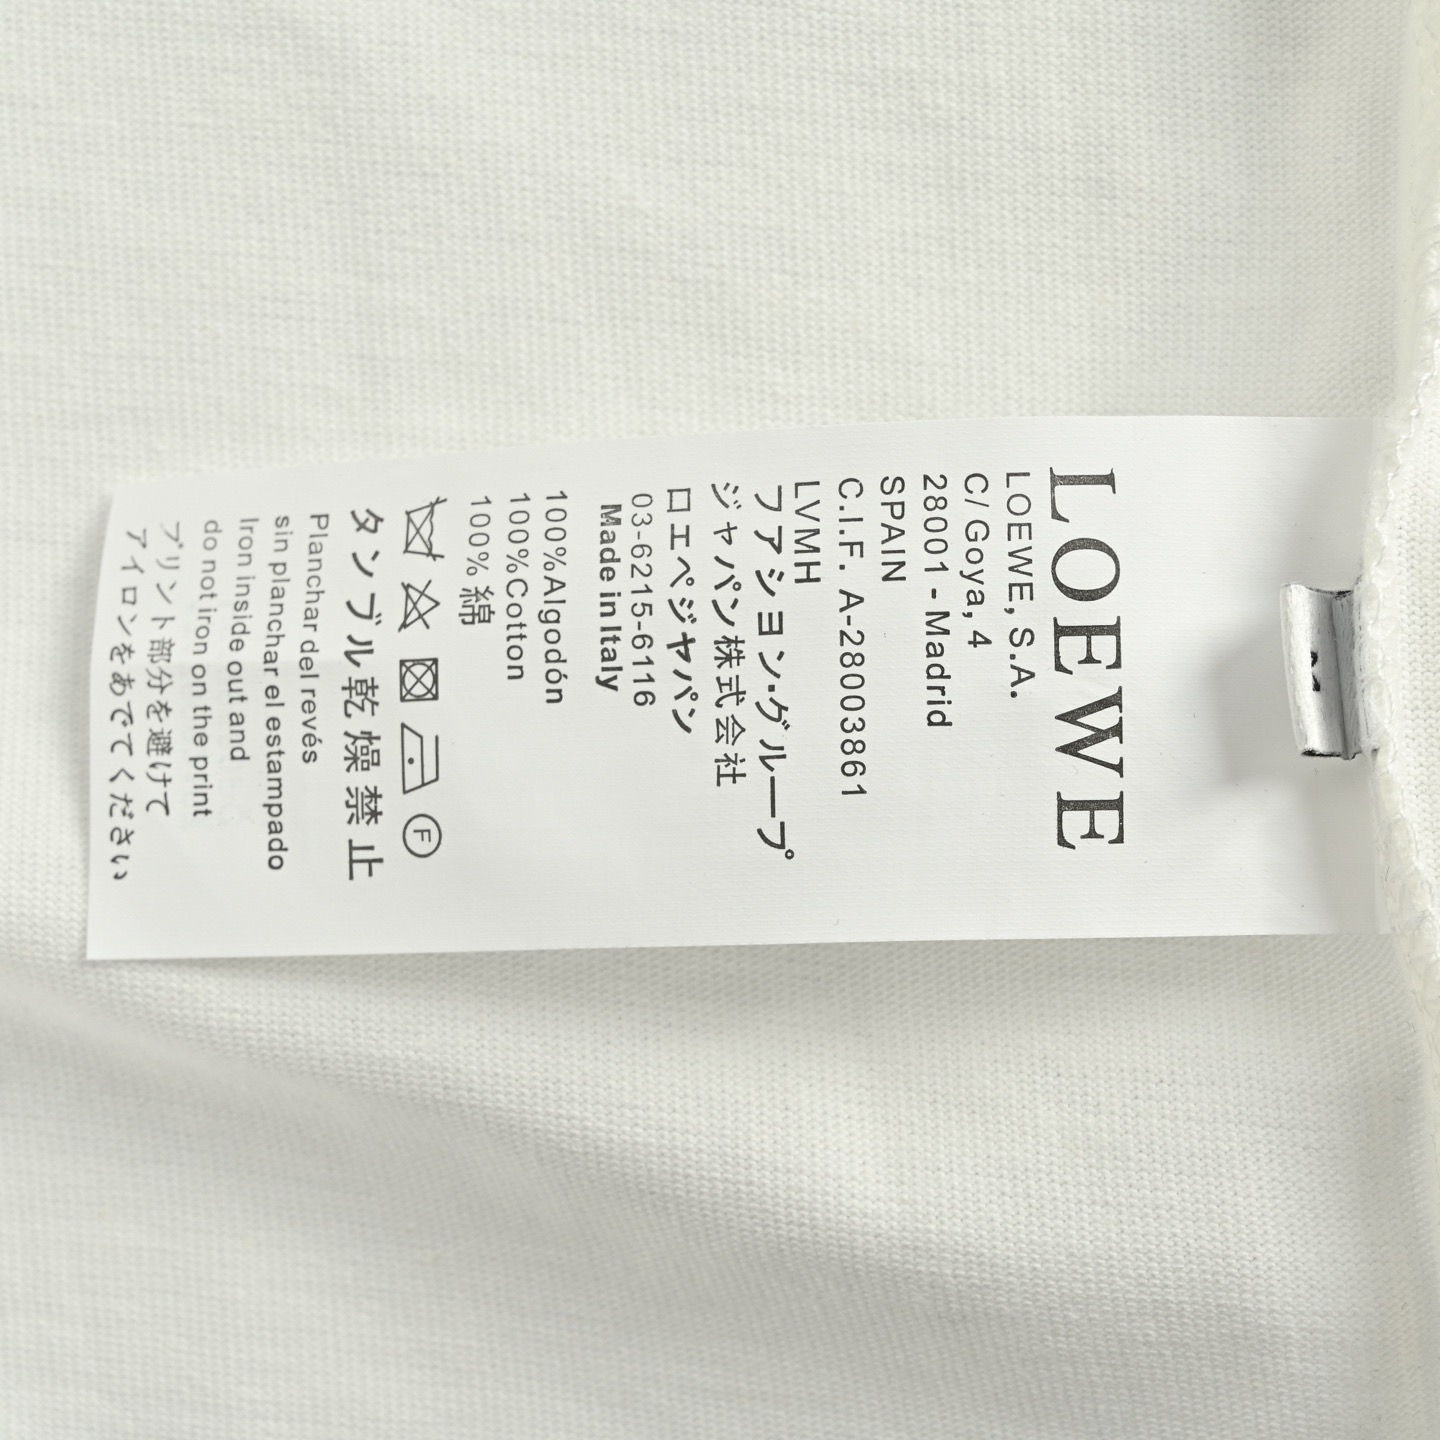 LOEWE
LOEWE, S.A.
C/Goya, 4
28001 - Madrid
SPAIN
C.I.F. A-28003861
LVMH
ファション・グループ
ジャパン株式会社
ロエベジャパン
03-6215-6116
Made in Italy
100%Algodón
100%Cotton
100%綿
F
タンブル乾燥禁止
Planchar del revés
sin planchar el estampado
Iron inside out and
do not iron on the print
プリント部分を避けて
アイロンをあててください
M